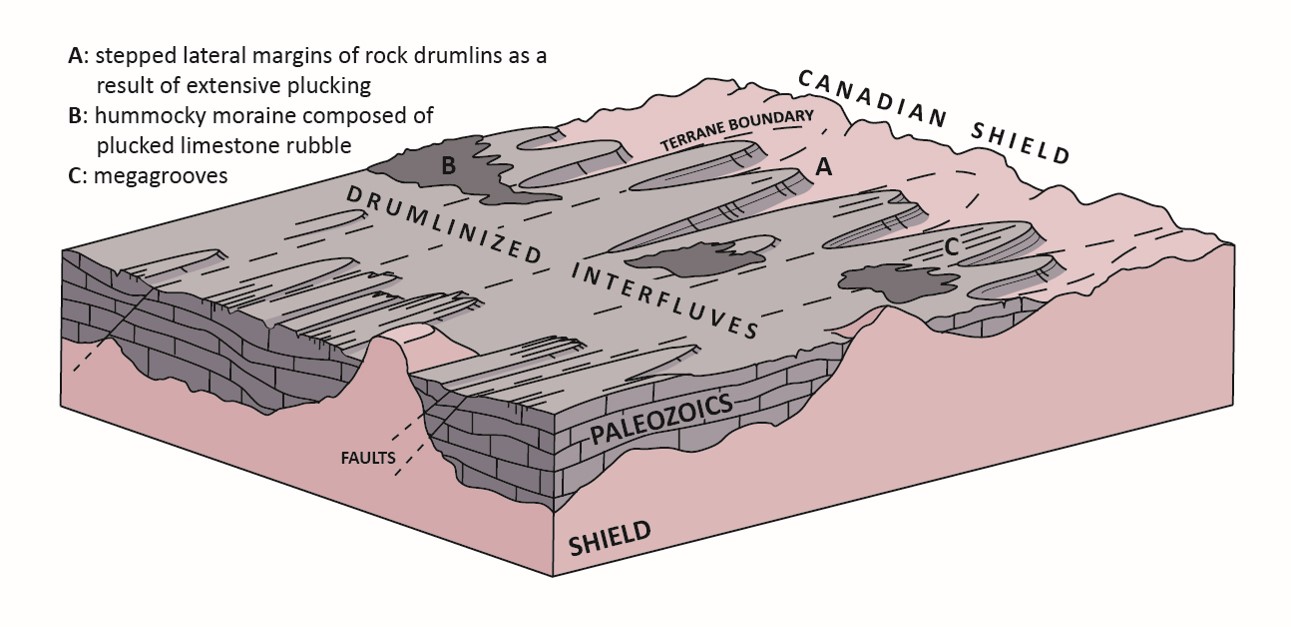 A: stepped lateral margins of rock drumlins as a
result of extensive plucking
B: hummocky moraine composed of
plucked limestone rubble
C: megagrooves
CANADIAN SHIELD
TERRANE BOUNDARY
A
B
DRUMLINIZED INTERFLUVES
C
PALEOZOICS
FAULTS
SHIELD